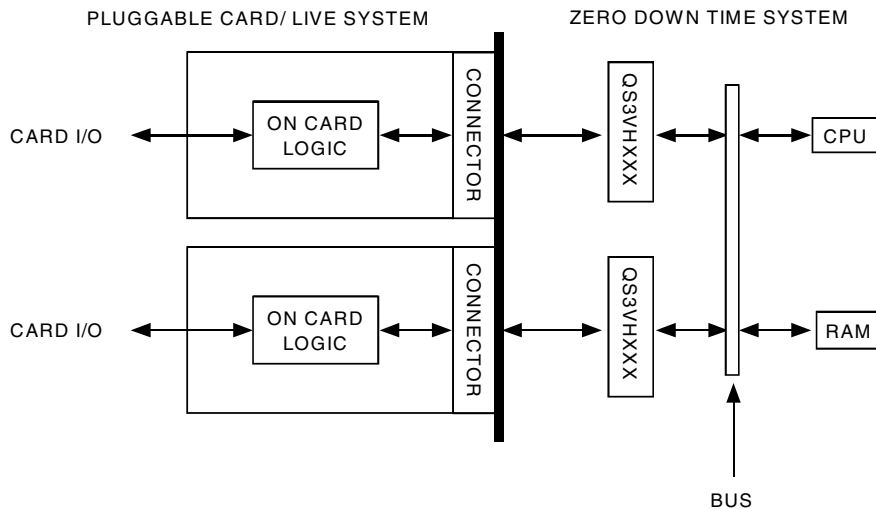 PLUGGABLE CARD/ LIVE SYSTEM
ZERO DOWN TIME SYSTEM
CARD I/O
ON CARD
LOGIC
CONNECTOR
QS3VHXXX
CPU
CARD I/O
ON CARD
LOGIC
CONNECTOR
QS3VHXXX
RAM
BUS